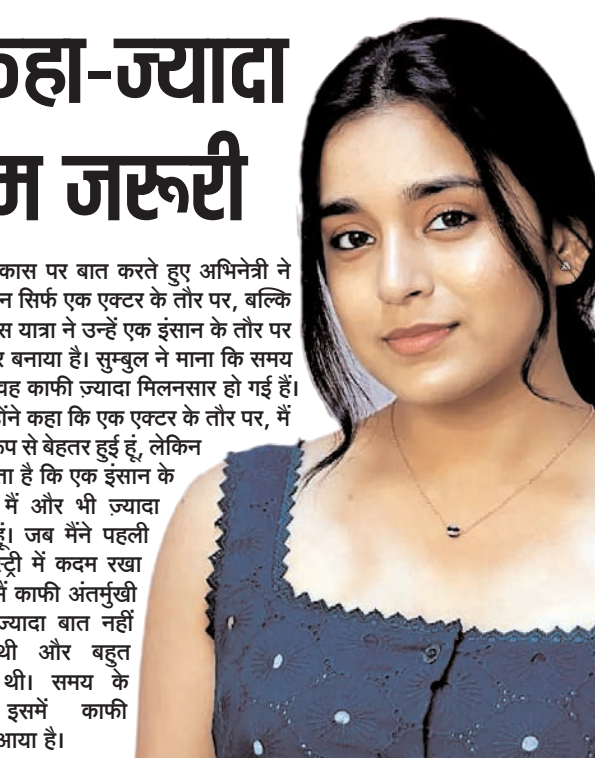 कहा-ज्यादा
जरूरी
पर बात करते हुए अभिनेत्री ने
न सिर्फ एक एक्टर के तौर पर, बल्कि
यात्रा ने उन्हें एक इंसान के तौर पर
बनाया है। सुम्बुल ने माना कि समय
वह काफी ज़्यादा मिलनसार हो गई हैं।
कहा कि एक एक्टर के तौर पर, मैं
से बेहतर हुई हूं, लेकिन
है कि एक इंसान के
मैं और भी ज़्यादा
हूं। जब मैंने पहली
में कदम रखा
मैं काफी अंतर्मुखी
ज्यादा बात नहीं
थी और बहुत
थी। समय के
इसमें काफी
आया है।